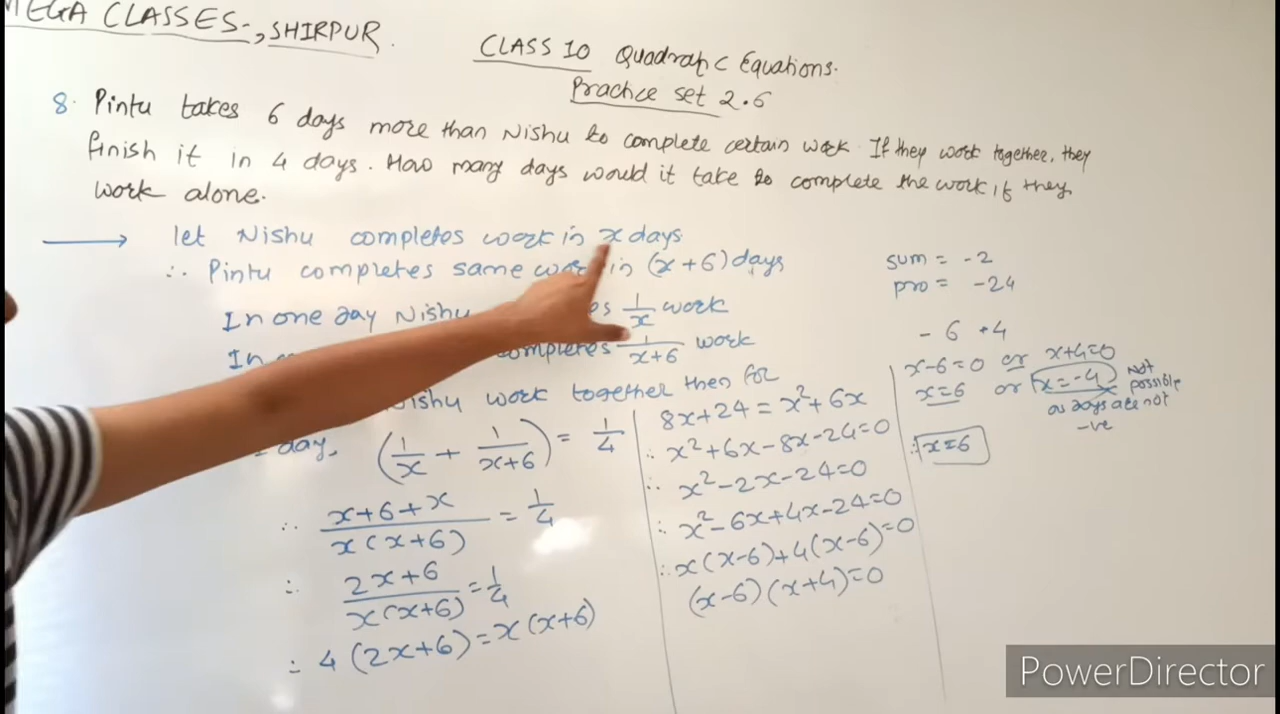 MEGA CLASSES-, SHIRPUR.
CLASS 10 Quadratic Equations.
Practice set 2.6
8. Pintu takes 6 days more than Nishu to complete certain work. If they work together, they
finish it in 4 days. How many days would it take to complete the work if they
work alone.
let Nishu completes work in x days
∴ Pintu completes same work in (x+6) days
In one day Nishu 1/x work
In completes 1/(x+6) work
Nishu work together then for
day, (1/x + 1/(x+6)) = 1/4
∴ (x+6+x)/(x(x+6)) = 1/4
∴ (2x+6)/(x(x+6)) = 1/4
∴ 4(2x+6) = x(x+6)
8x+24 = x²+6x
∴ x²+6x-8x-24=0
∴ x²-2x-24=0
∴ x²-6x+4x-24=0
∴ x(x-6)+4(x-6)=0
(x-6)(x+4)=0
sum = -2
pro = -24
- 6 +4
x-6=0 or x+4=0
x=6 or x=-4 Not possible
as days are not
-ve
∴ x=6
PowerDirector